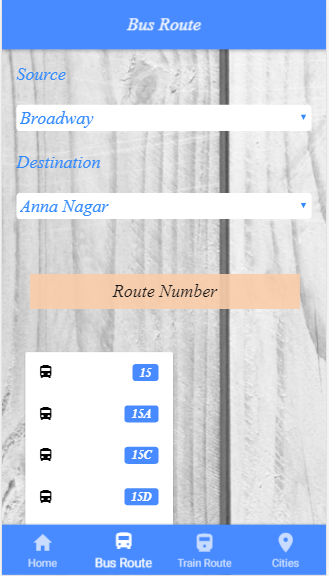 Bus Route
Source
Broadway
Destination
Anna Nagar
Route Number
15
15A
15C
15D
Home Bus Route Train Route Cities